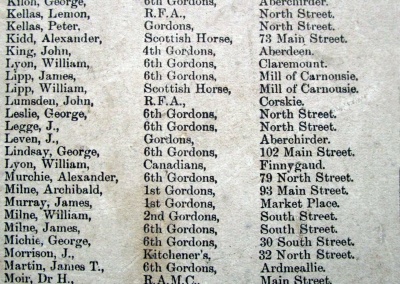 Kiloh, George, 6th Gordons, Aberchirder.
Kellas, Lemon, R.F.A., North Street.
Kellas, Peter, Gordons, North Street.
Kidd, Alexander, Scottish Horse, 73 Main Street.
King, John, 4th Gordons, Aberdeen.
Lyon, William, 6th Gordons, Claremount.
Lipp, James, 6th Gordons, Mill of Carnousie.
Lipp, William, Scottish Horse, Mill of Carnousie.
Lumsden, John, R.F.A., Corskie.
Leslie, George, 6th Gordons, North Street.
Legge, J., 6th Gordons, North Street.
Leven, J., Gordons, Aberchirder.
Lindsay, George, 6th Gordons, 102 Main Street.
Lyon, William, Canadians, Finnygaud.
Murchie, Alexander, 6th Gordons, 79 North Street.
Milne, Archibald, 1st Gordons, 93 Main Street.
Murray, James, 1st Gordons, Market Place.
Milne, William, 2nd Gordons, South Street.
Milne, James, 6th Gordons, South Street.
Michie, George, 6th Gordons, 30 South Street.
Morrison, J., Kitchener's, 32 North Street.
Martin, James T., 6th Gordons, Ardmeallie.
Moir, Dr H., R.A.M.C., Main Street.